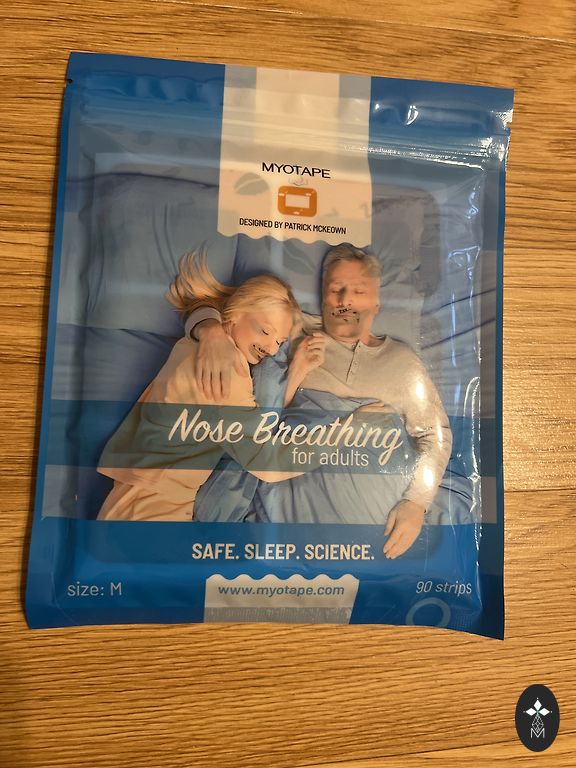 MYOTAPE
DESIGNED BY PATRICK MCKEOWN
Nose Breathing
for adults
SAFE. SLEEP. SCIENCE.
size: M
www.myotape.com
90 strips
M